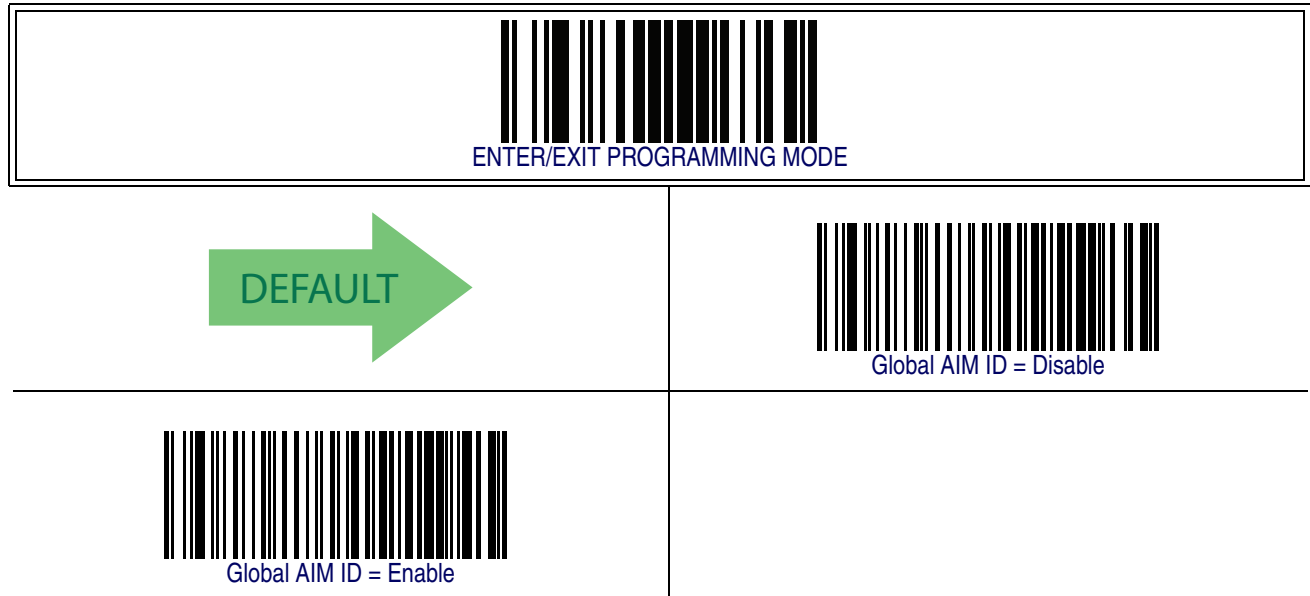 ENTER/EXIT PROGRAMMING MODE
DEFAULT
Global AIM ID = Disable
Global AIM ID = Enable